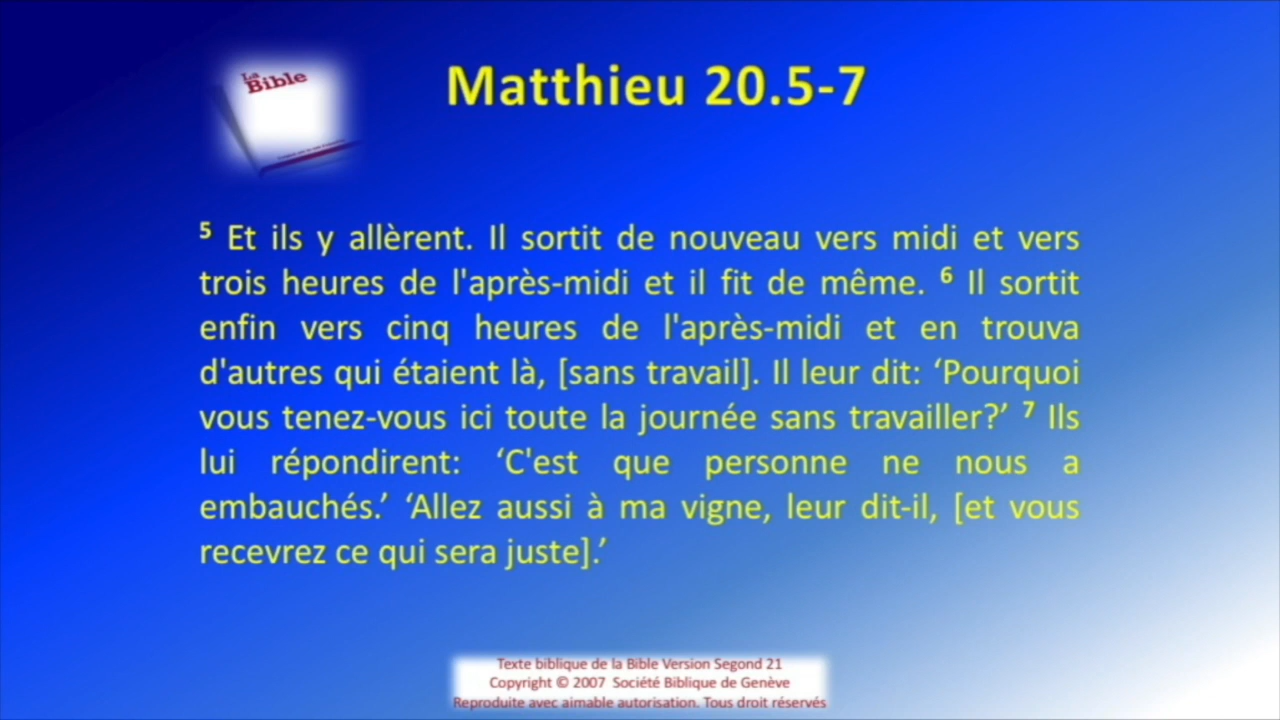 La
Bible
Matthieu 20.5-7
⁵ Et ils y allèrent. Il sortit de nouveau vers midi et vers
trois heures de l'après-midi et il fit de même. ⁶ Il sortit
enfin vers cinq heures de l'après-midi et en trouva
d'autres qui étaient là, [sans travail]. Il leur dit: ‘Pourquoi
vous tenez-vous ici toute la journée sans travailler?’ ⁷ Ils
lui répondirent: ‘C'est que personne ne nous a
embauchés.’ ‘Allez aussi à ma vigne, leur dit-il, [et vous
recevrez ce qui sera juste].’
Texte biblique de la Bible Version Segond 21
Copyright © 2007 Société Biblique de Genève
Reproduite avec aimable autorisation. Tous droit réservés